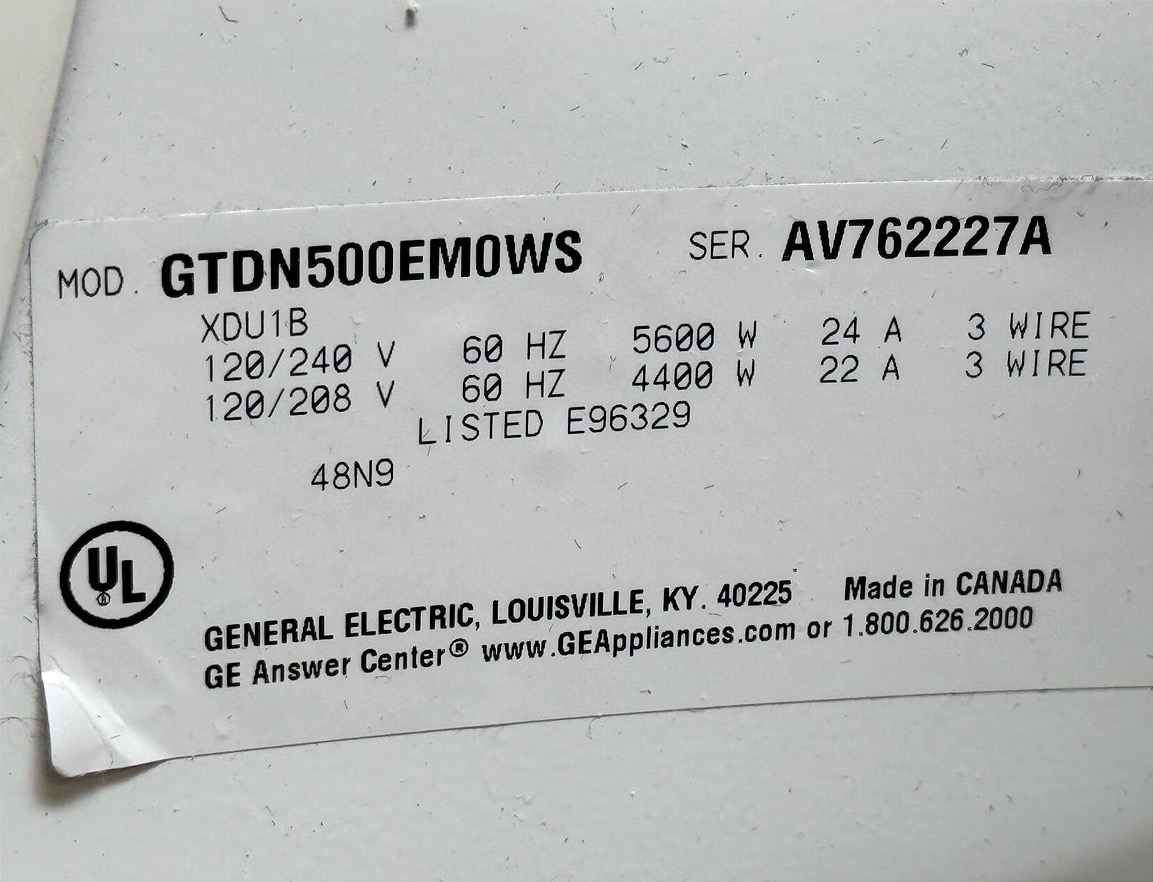 MOD. GTDN500EM0WS SER. AV762227A
XDU1B
120/240 V 60 HZ 5600 W 24 A 3 WIRE
120/208 V 60 HZ 4400 W 22 A 3 WIRE
LISTED E96329
48N9
UL
GENERAL ELECTRIC, LOUISVILLE, KY. 40225 Made in CANADA
GE Answer Center® www.GEAppliances.com or 1.800.626.2000